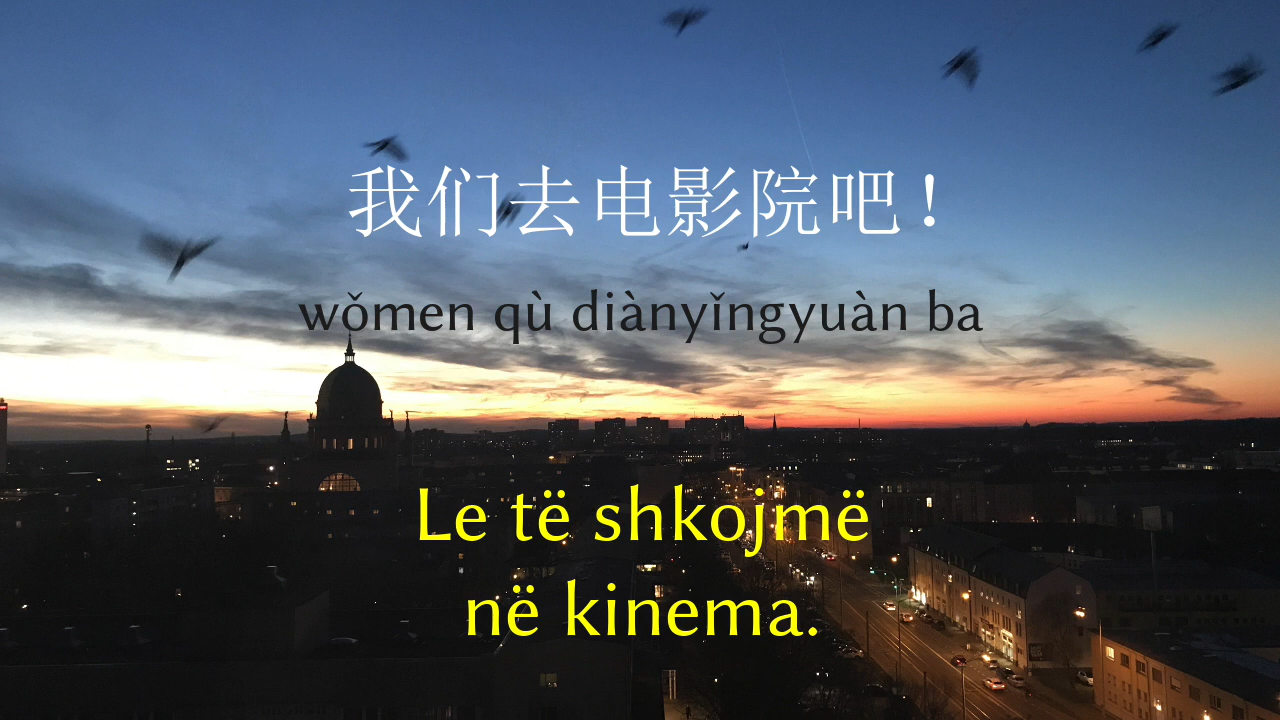 我们去电影院吧！
wǒmen qù diànyǐngyuàn ba
Le të shkojmë
në kinema.